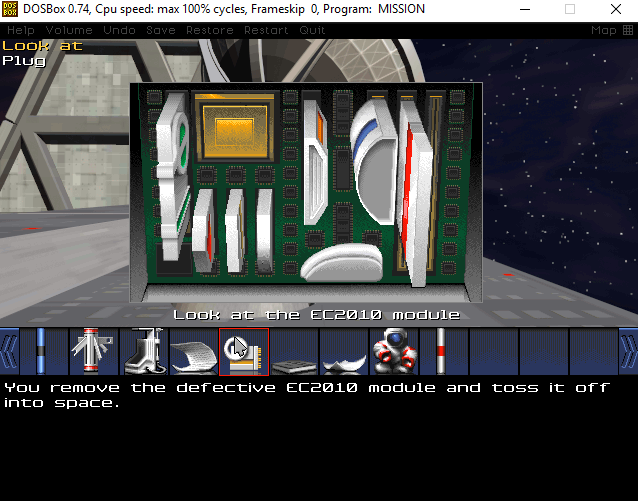 DOS
BOX
DOSBox 0.74, Cpu speed: max 100% cycles, Frameskip 0, Program: MISSION
Help Volume Undo Save Restore Restart Quit Map
Look at
Plug
Look at the EC2010 module
You remove the defective EC2010 module and toss it off
into space.